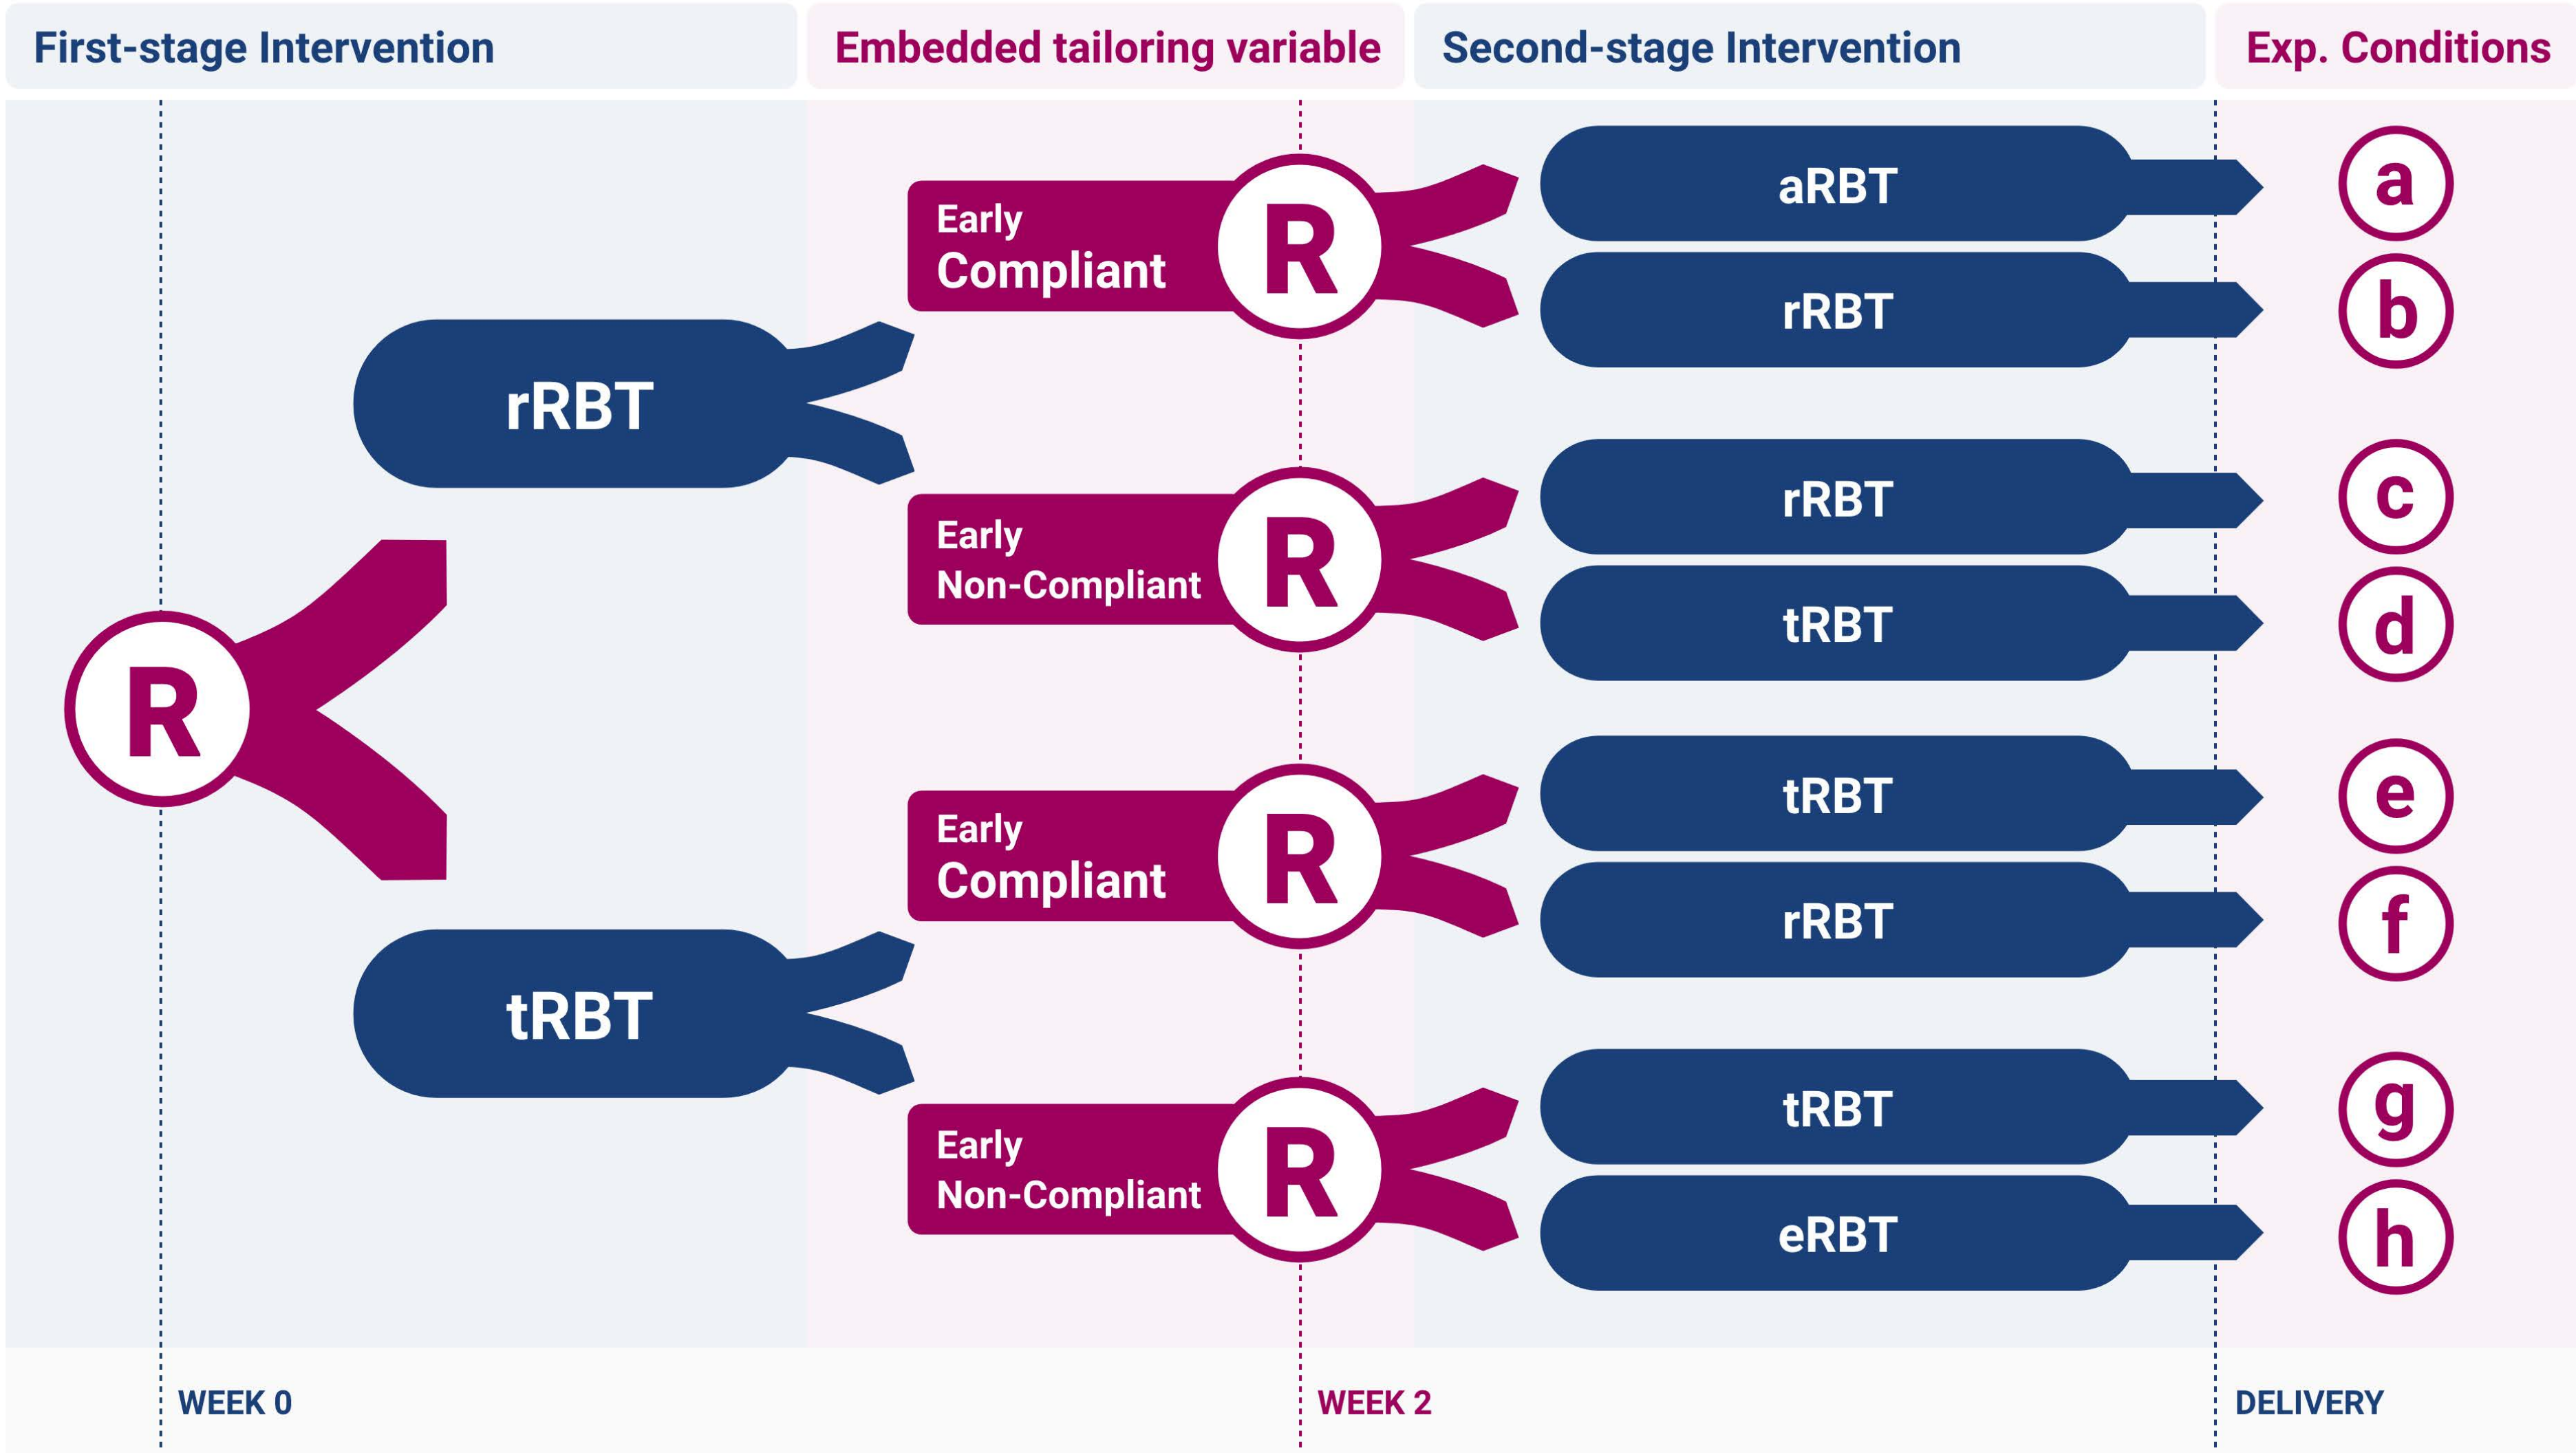 First-stage Intervention
Embedded tailoring variable
Second-stage Intervention
Exp. Conditions
R
rRBT
tRBT
Early
Compliant
R
aRBT
a
rRBT
b
Early
Non-Compliant
R
rRBT
c
tRBT
d
Early
Compliant
R
tRBT
e
rRBT
f
Early
Non-Compliant
R
tRBT
g
eRBT
h
WEEK 0
WEEK 2
DELIVERY